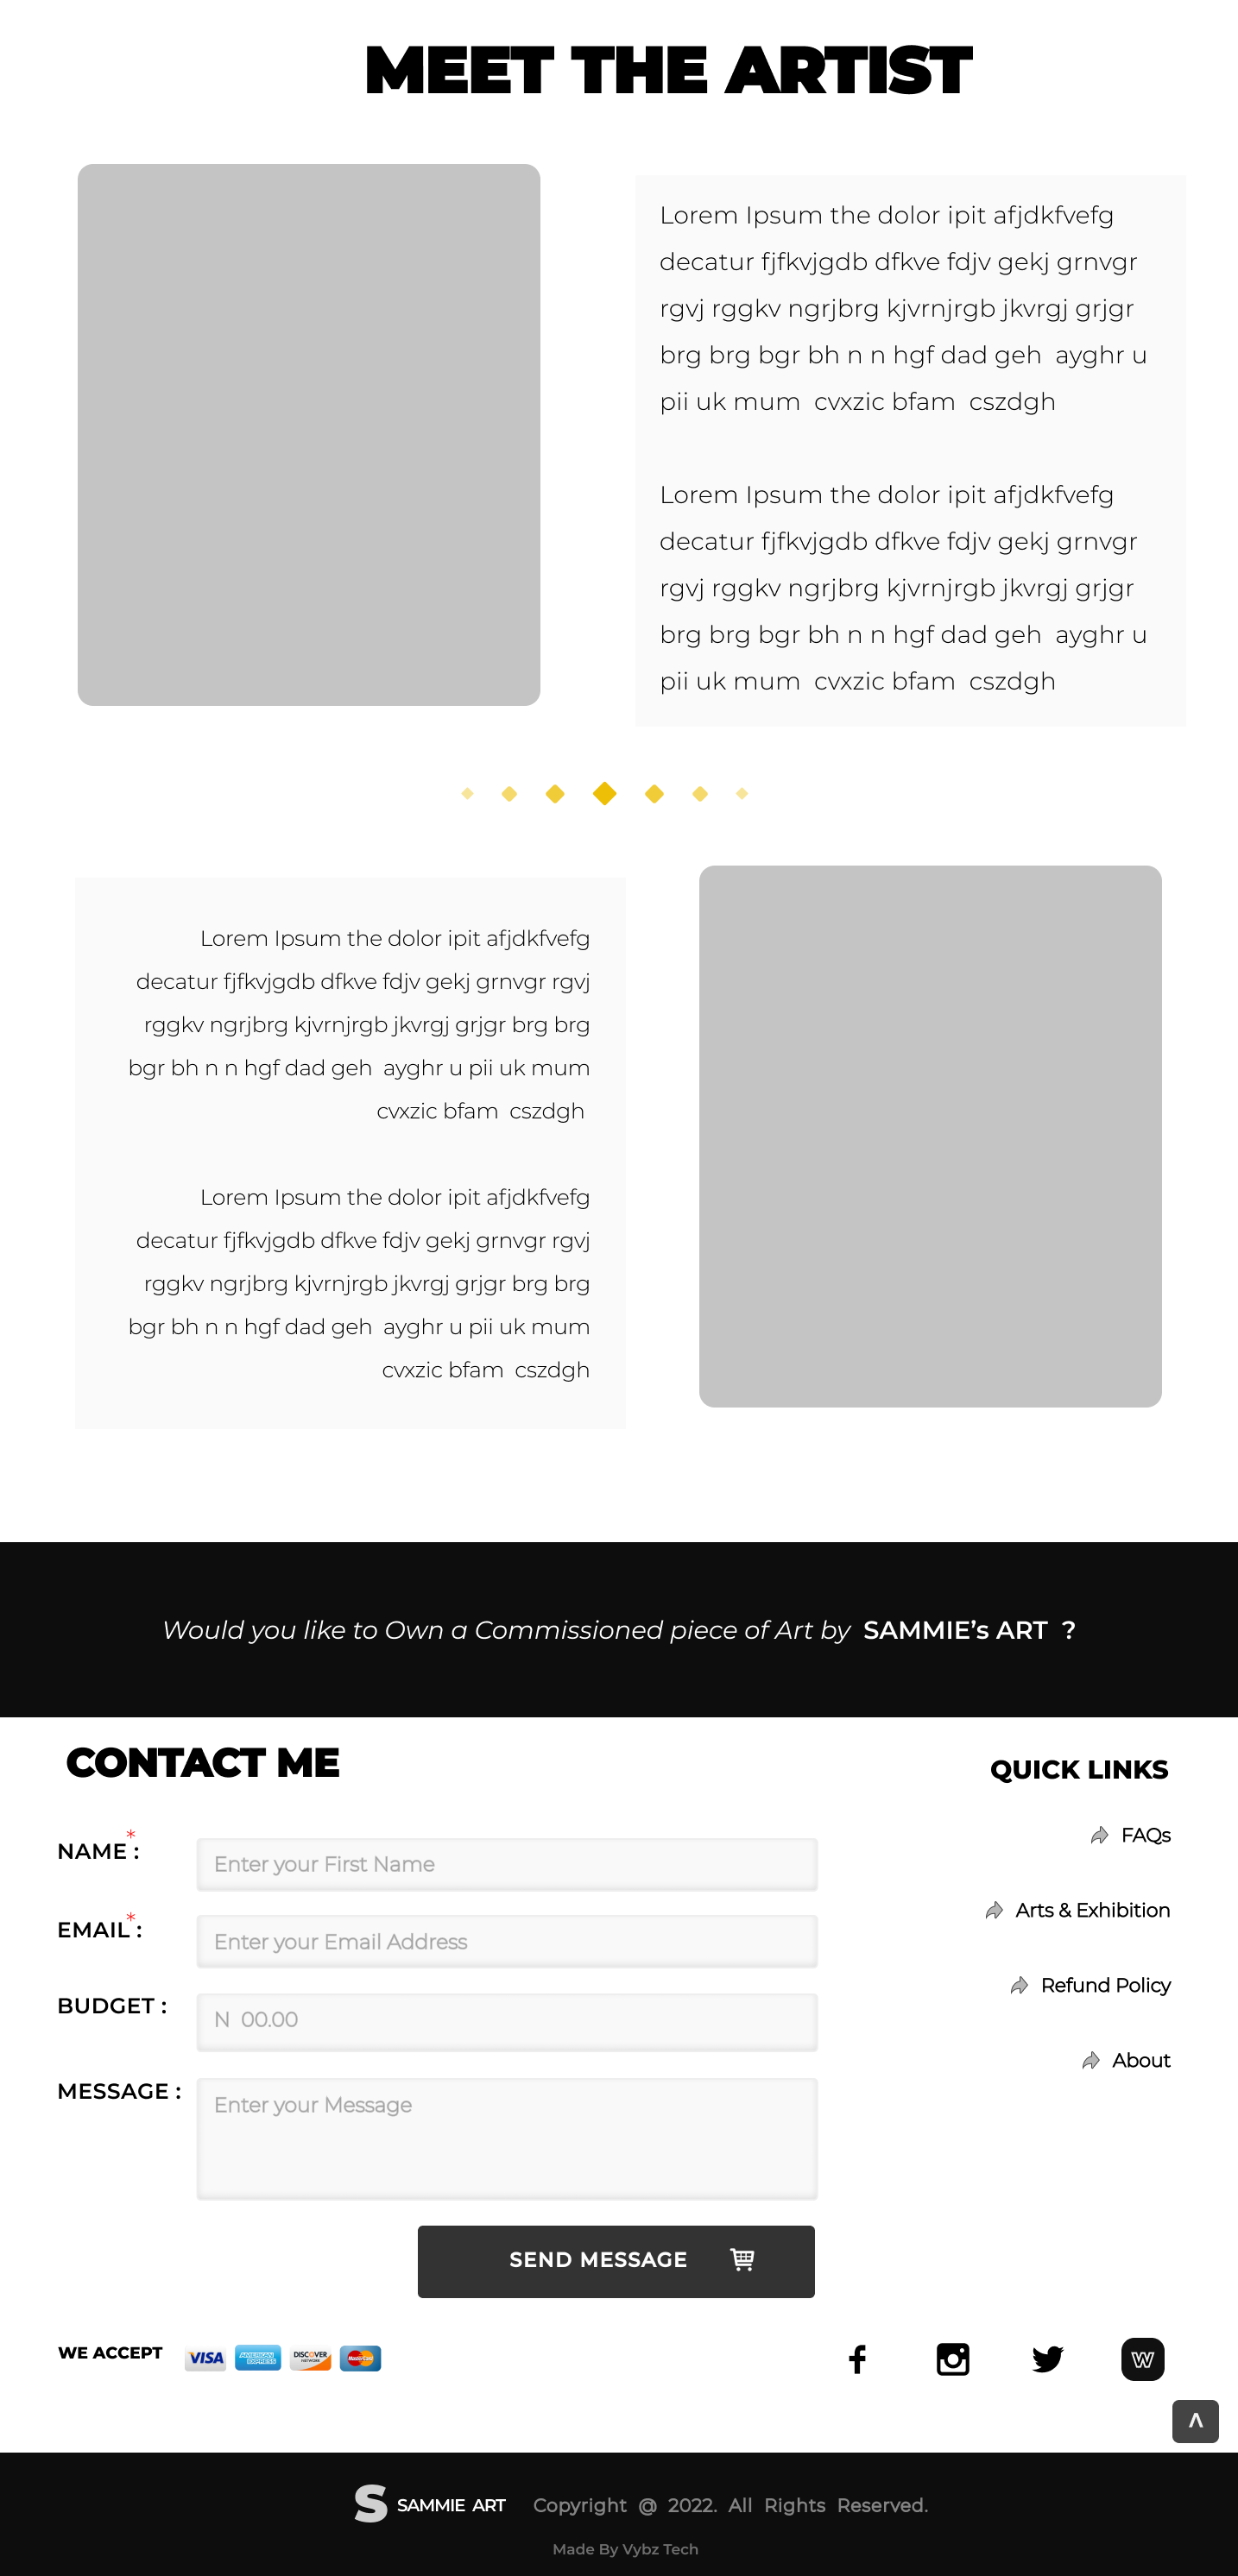 MEET THE ARTIST
Lorem Ipsum the dolor ipit afjdkfvefg
decatur fjfkvjgdb dfkve fdjv gekj grnvgr
rgvj rggkv ngrjbrg kjvrnjrgb jkvrgj grjgr
brg brg bgr bh n n hgf dad geh  ayghr u
pii uk mum  cvxzic bfam  cszdgh
Lorem Ipsum the dolor ipit afjdkfvefg
decatur fjfkvjgdb dfkve fdjv gekj grnvgr
rgvj rggkv ngrjbrg kjvrnjrgb jkvrgj grjgr
brg brg bgr bh n n hgf dad geh  ayghr u
pii uk mum  cvxzic bfam  cszdgh
Lorem Ipsum the dolor ipit afjdkfvefg
decatur fjfkvjgdb dfkve fdjv gekj grnvgr rgvj
rggkv ngrjbrg kjvrnjrgb jkvrgj grjgr brg brg
bgr bh n n hgf dad geh  ayghr u pii uk mum
cvxzic bfam  cszdgh
Lorem Ipsum the dolor ipit afjdkfvefg
decatur fjfkvjgdb dfkve fdjv gekj grnvgr rgvj
rggkv ngrjbrg kjvrnjrgb jkvrgj grjgr brg brg
bgr bh n n hgf dad geh  ayghr u pii uk mum
cvxzic bfam  cszdgh
Would you like to Own a Commissioned piece of Art by  SAMMIE’s ART  ?
CONTACT ME
NAME * :
Enter your First Name
EMAIL * :
Enter your Email Address
BUDGET :
N  00.00
MESSAGE :
Enter your Message
SEND MESSAGE
QUICK LINKS
FAQs
Arts & Exhibition
Refund Policy
About
WE ACCEPT
VISA
AMERICAN EXPRESS
DISCOVER NETWORK
MasterCard
W
S SAMMIE ART  Copyright @ 2022. All Rights Reserved.
Made By Vybz Tech